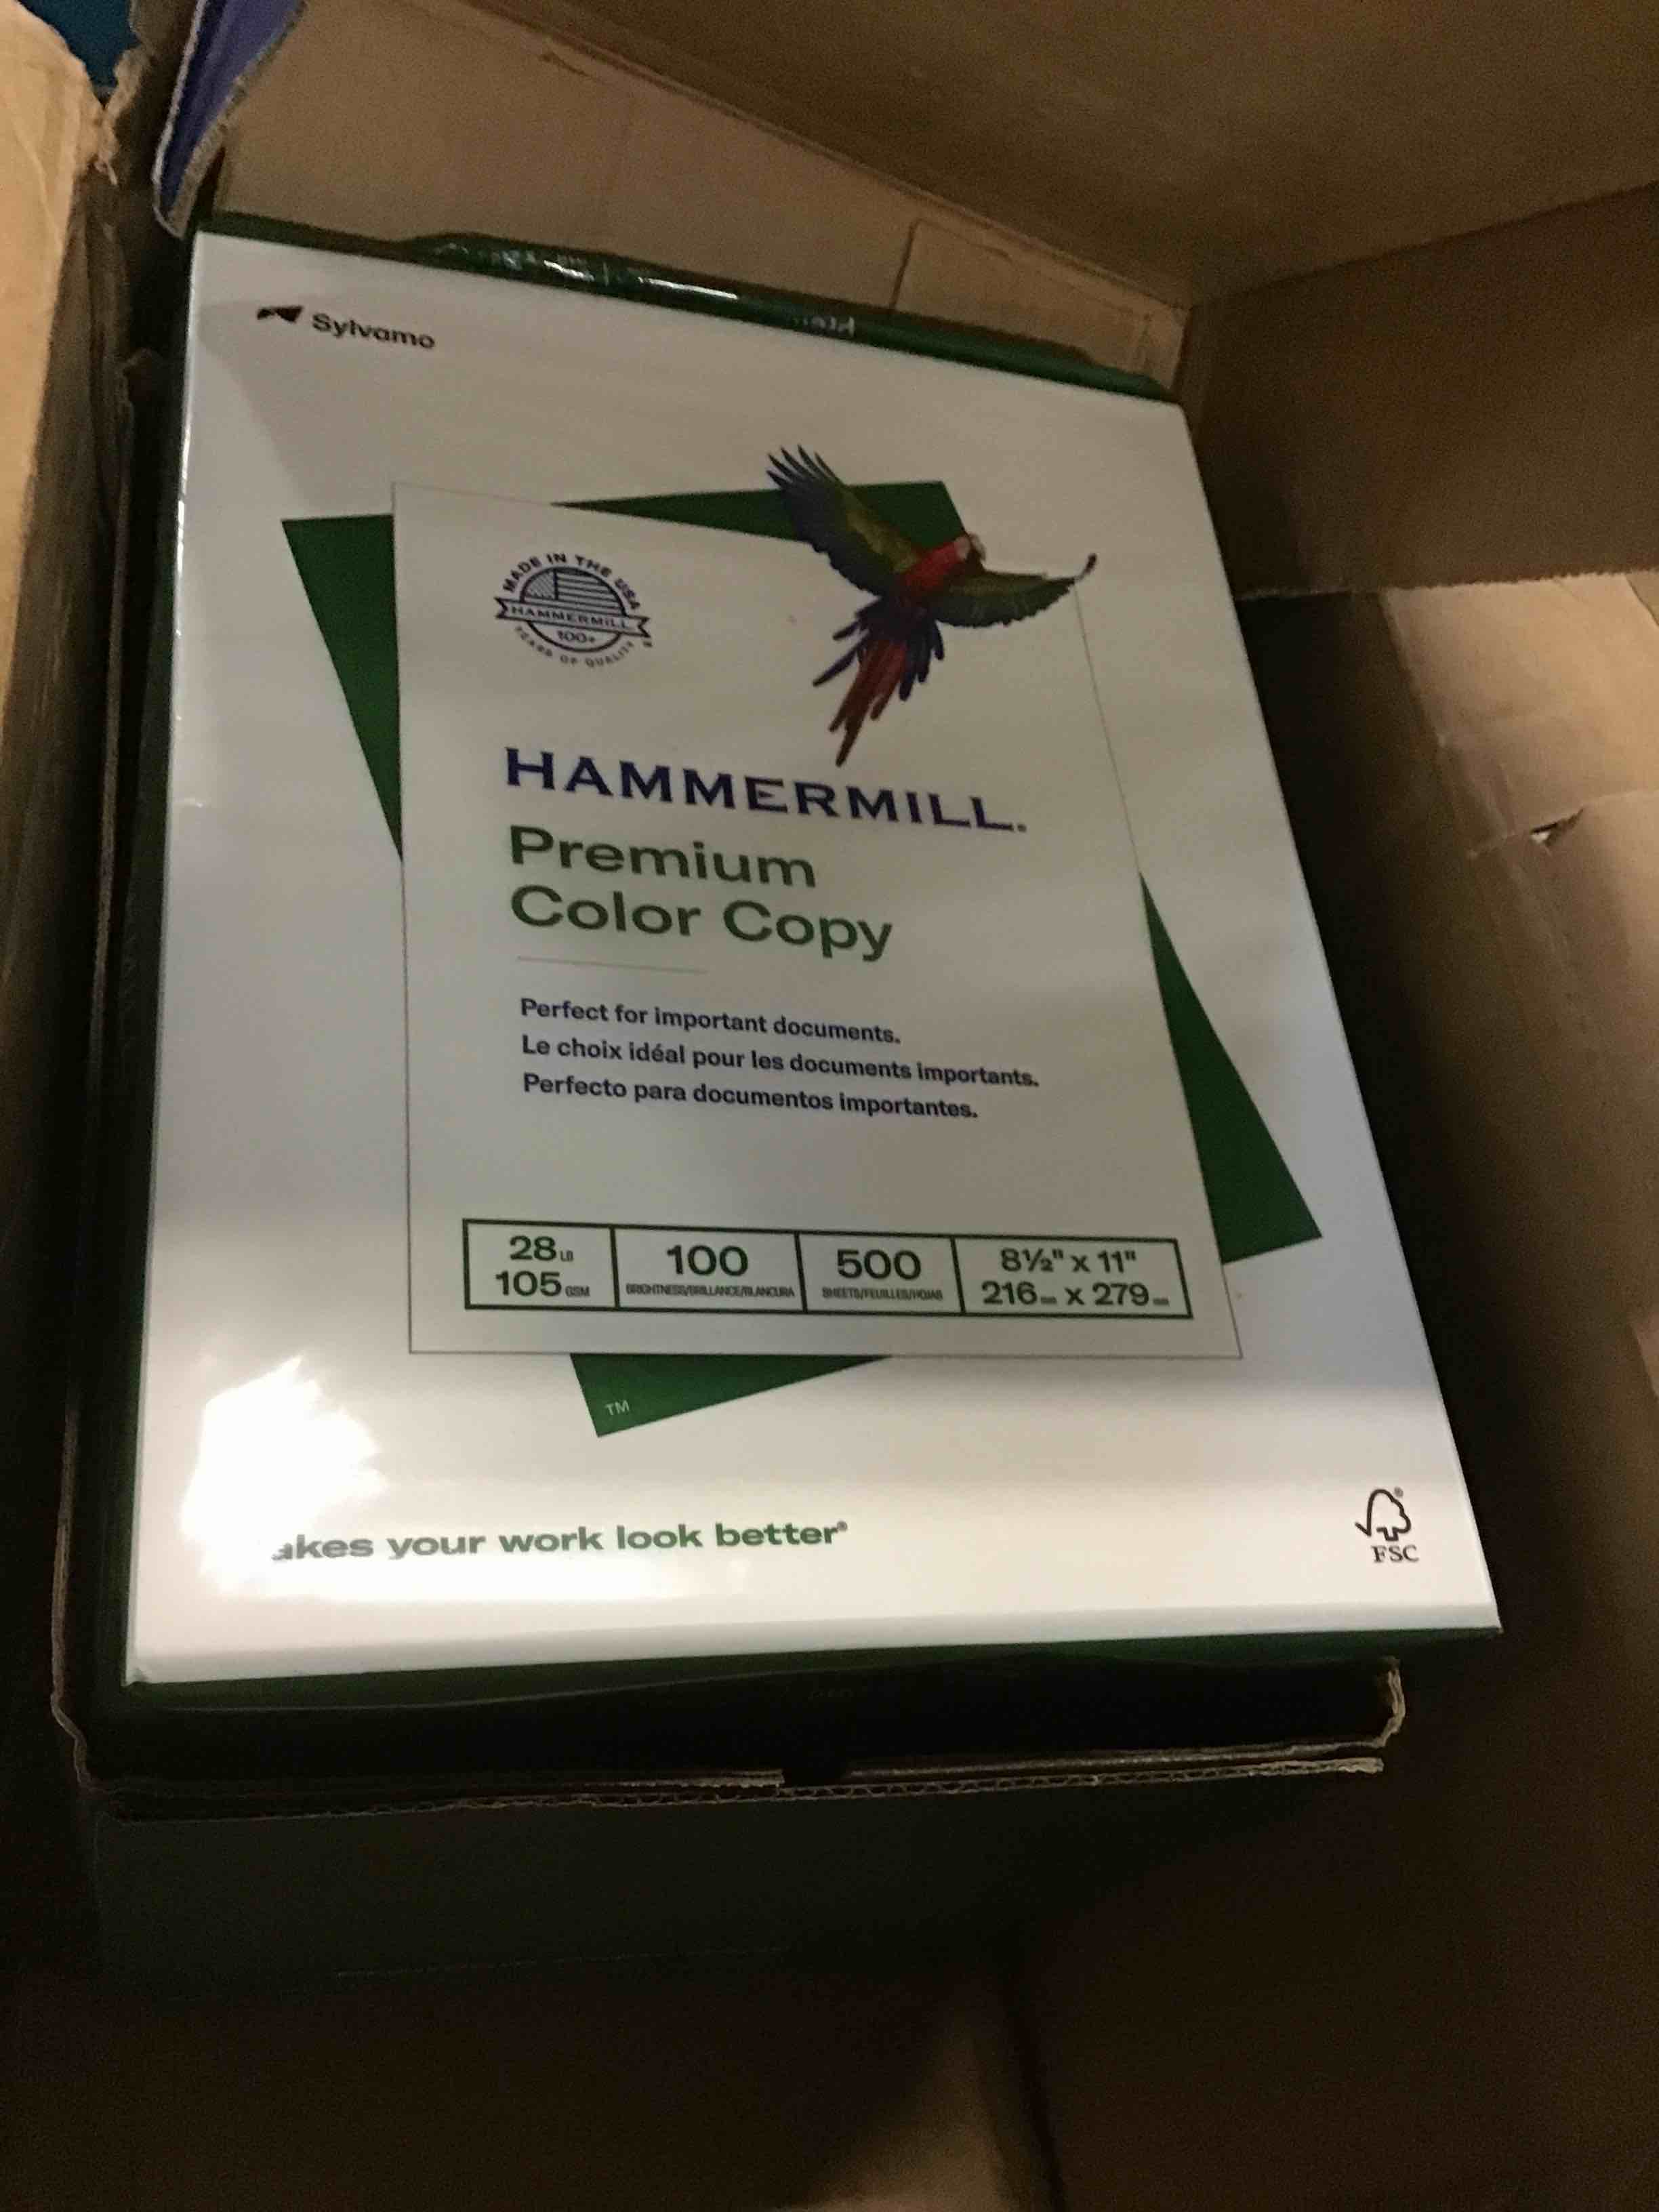 Sylvamo
MADE IN THE USA
HAMMERMILL
100+
YEARS OF QUALITY
HAMMERMILL®
Premium
Color Copy
Perfect for important documents.
Le choix idéal pour les documents importants.
Perfecto para documentos importantes.
28 LB
105 GSM
100
BRIGHTNESS/BRILLANCE/BLANCURA
500
SHEETS/FEUILLES/HOJAS
8½" x 11"
216 mm x 279 mm
TM
akes your work look better®
FSC®